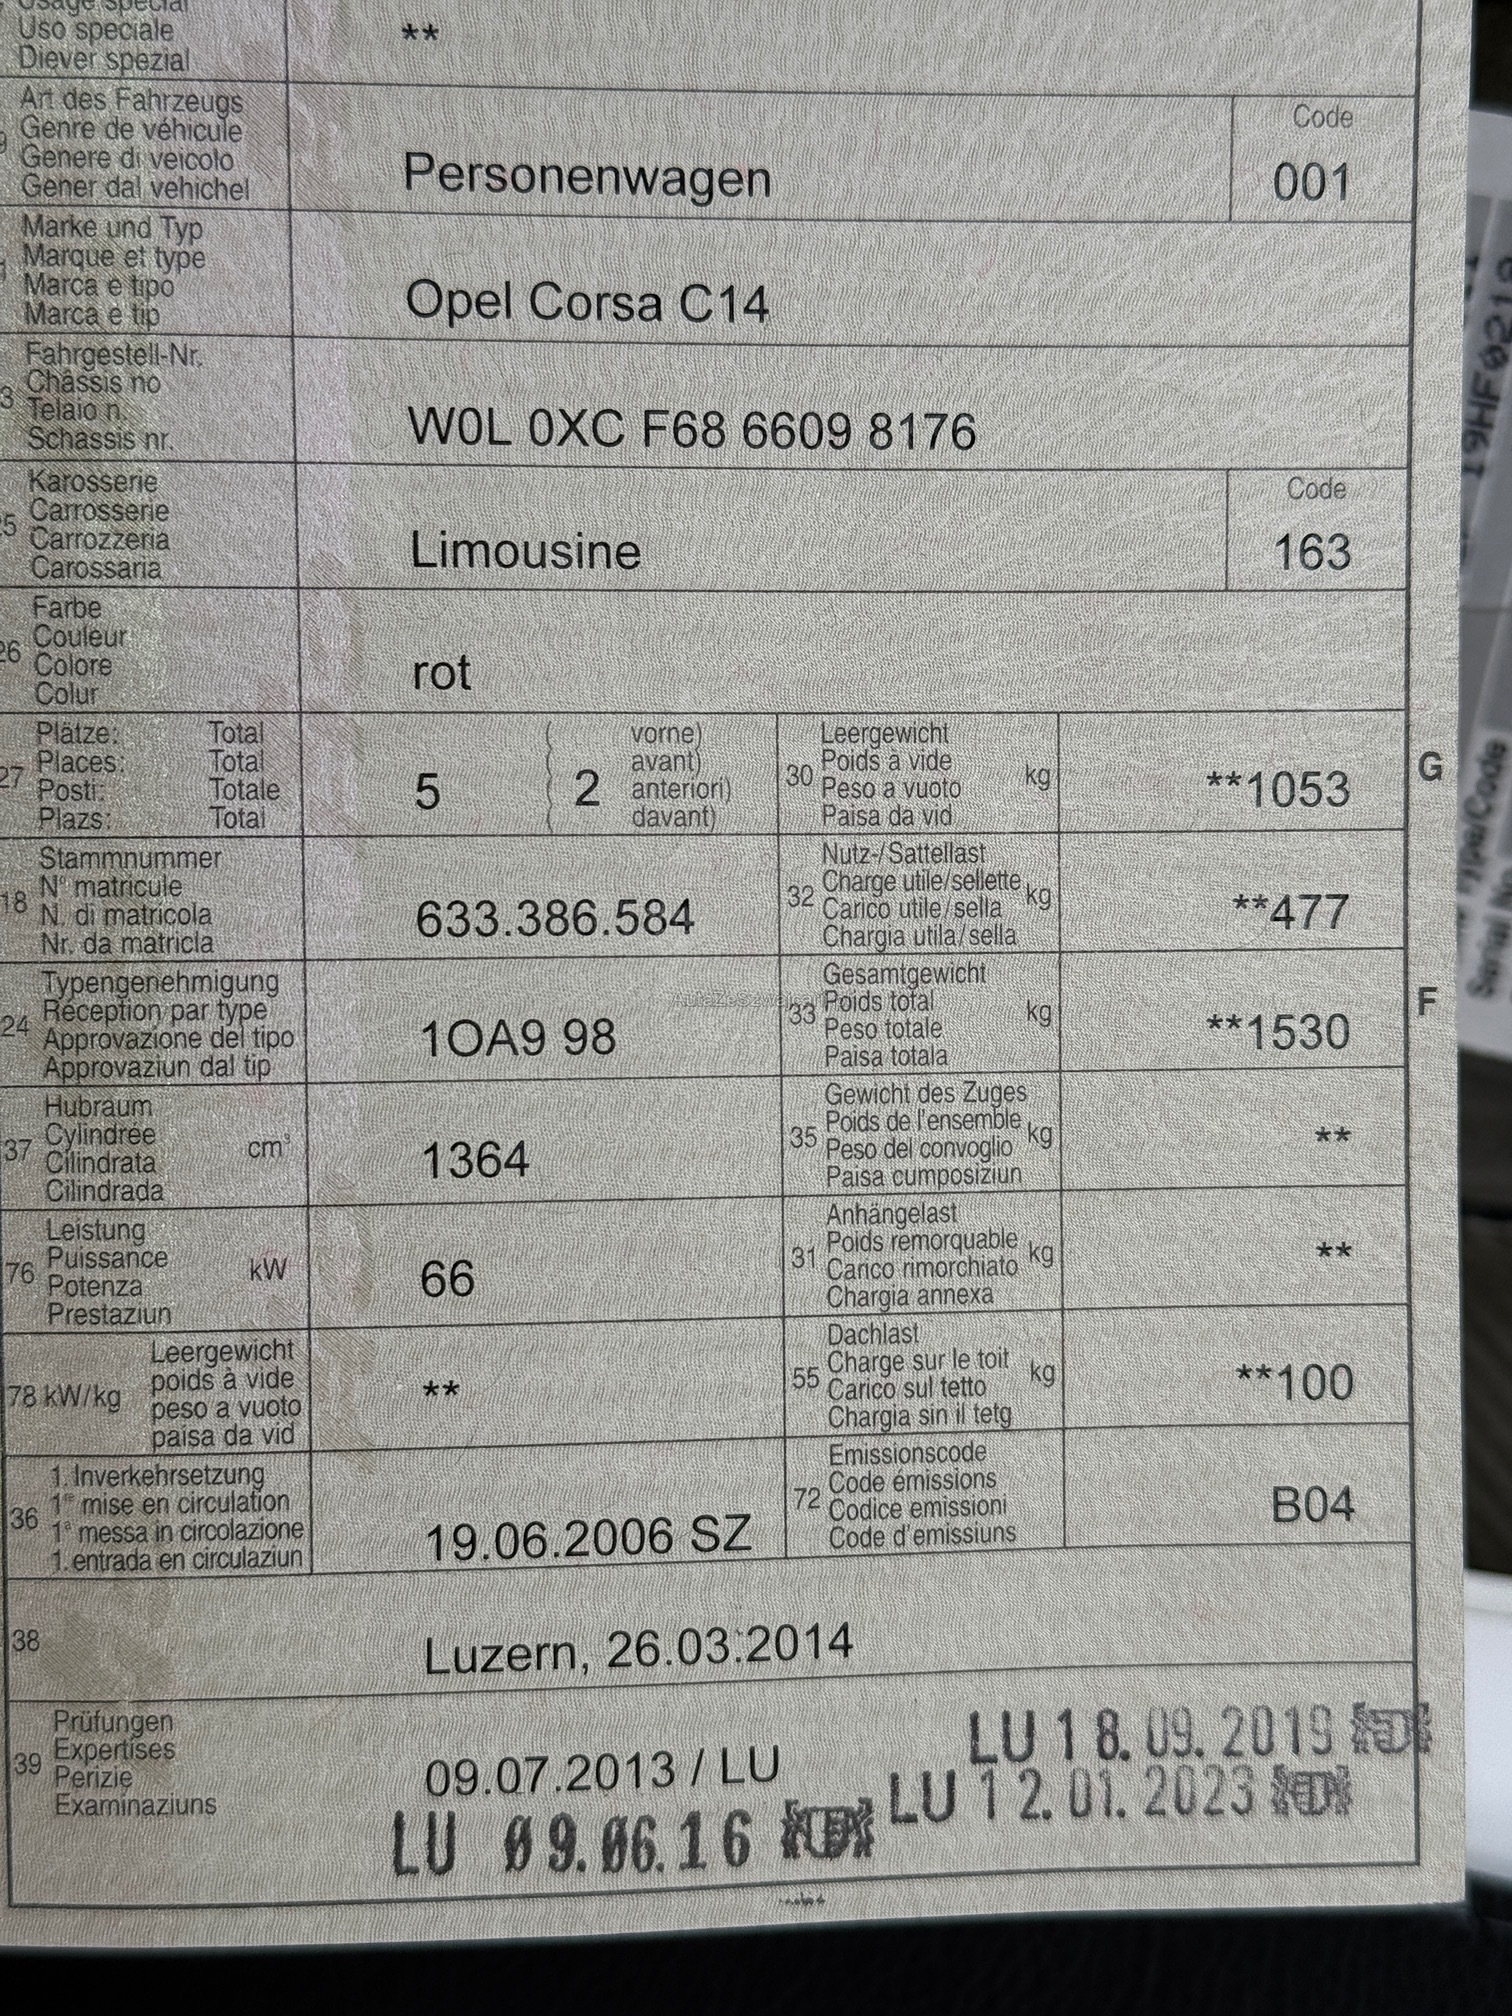 Usage spécial
Uso speciale
Diever spezial
**
Art des Fahrzeugs
Genre de véhicule
Genere di veicolo
Gener dal vehichel
Personenwagen
Code
001
Marke und Typ
Marque et type
Marca e tipo
Marca e tip
Opel Corsa C14
Fahrgestell-Nr.
Châssis no
Telaio n.
Schassis nr.
W0L 0XC F68 6609 8176
Karosserie
Carrosserie
Carrozzeria
Carossaria
Limousine
Code
163
26
Farbe
Couleur
Colore
Colur
rot
27
Plätze: Total
Places: Total
Posti: Totale
Plazs: Total
5
( 2
vorne)
avant)
anteriori)
davant)
30
Leergewicht
Poids à vide
Peso a vuoto
Paisa da vid
kg
**1053
G
18
Stammnummer
N° matricule
N. di matricola
Nr. da matricla
633.386.584
32
Nutz-/Sattellast
Charge utile/sellette
Carico utile/sella
Chargia utila/sella
kg
**477
24
Typengenehmigung
Réception par type
Approvazione del tipo
Approvaziun dal tip
1OA9 98
33
Gesamtgewicht
Poids total
Peso totale
Paisa totala
kg
**1530
F
37
Hubraum
Cylindrée
Cilindrata
Cilindrada
cm³
1364
35
Gewicht des Zuges
Poids de l'ensemble
Peso del convoglio
Paisa cumposiziun
kg
**
76
Leistung
Puissance
Potenza
Prestaziun
kW
66
31
Anhängelast
Poids remorquable
Carico rimorchiato
Chargia annexa
kg
**
78 kW/kg
Leergewicht
poids à vide
peso a vuoto
paisa da vid
**
55
Dachlast
Charge sur le toit
Carico sul tetto
Chargia sin il tetg
kg
**100
36
1. Inverkehrsetzung
1re mise en circulation
1a messa in circolazione
1. entrada en circulaziun
19.06.2006 SZ
72
Emissionscode
Code émissions
Codice emissioni
Code d'emissiuns
B04
38
Luzern, 26.03.2014
39
Prüfungen
Expertises
Perizie
Examinaziuns
09.07.2013 / LU
LU 18.09.2019
LU 12.01.2023
LU 09.06.16